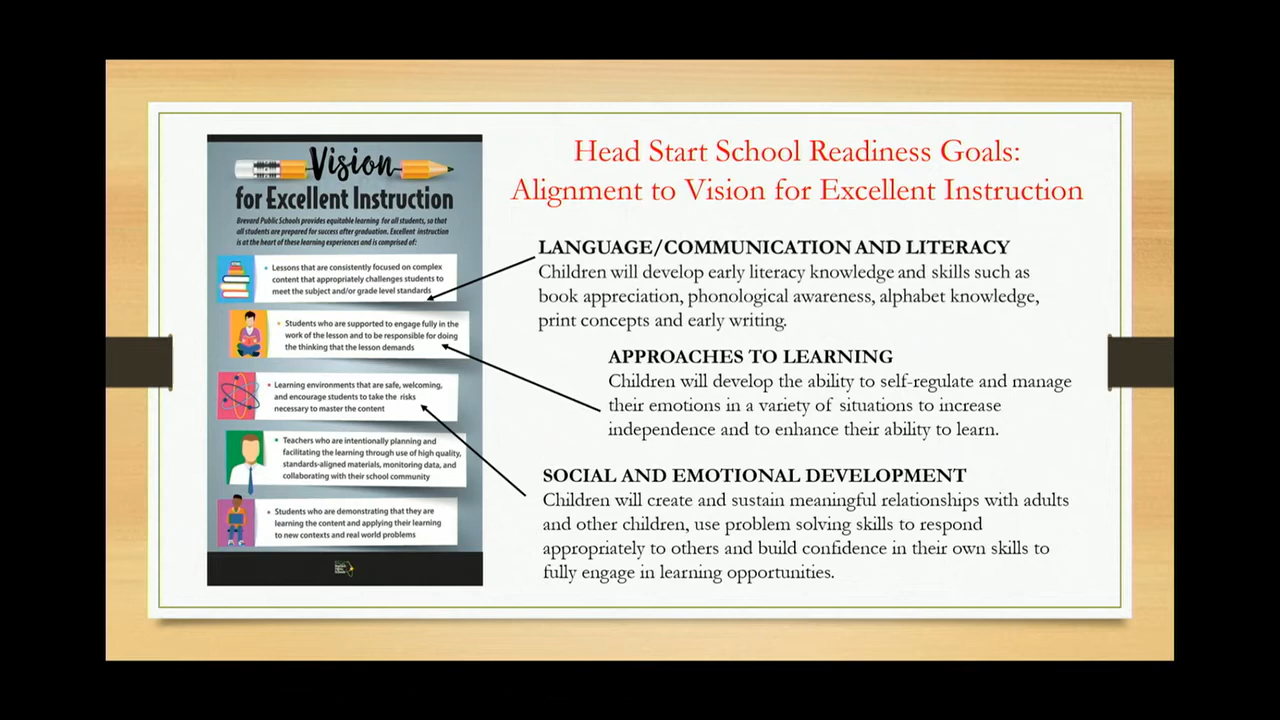 Vision
for Excellent Instruction
Brevard Public Schools provides equitable learning for all students, so that
all students are prepared for success after graduation. Excellent instruction
is at the heart of these learning experiences and is comprised of:
• Lessons that are consistently focused on complex
content that appropriately challenges students to
meet the subject and/or grade level standards
• Students who are supported to engage fully in the
work of the lesson and to be responsible for doing
the thinking that the lesson demands
• Learning environments that are safe, welcoming,
and encourage students to take the risks
necessary to master the content
• Teachers who are intentionally planning and
facilitating the learning through use of high quality,
standards-aligned materials, monitoring data, and
collaborating with their school community
• Students who are demonstrating that they are
learning the content and applying their learning
to new contexts and real world problems
Head Start School Readiness Goals:
Alignment to Vision for Excellent Instruction
LANGUAGE/COMMUNICATION AND LITERACY
Children will develop early literacy knowledge and skills such as
book appreciation, phonological awareness, alphabet knowledge,
print concepts and early writing.
APPROACHES TO LEARNING
Children will develop the ability to self-regulate and manage
their emotions in a variety of situations to increase
independence and to enhance their ability to learn.
SOCIAL AND EMOTIONAL DEVELOPMENT
Children will create and sustain meaningful relationships with adults
and other children, use problem solving skills to respond
appropriately to others and build confidence in their own skills to
fully engage in learning opportunities.